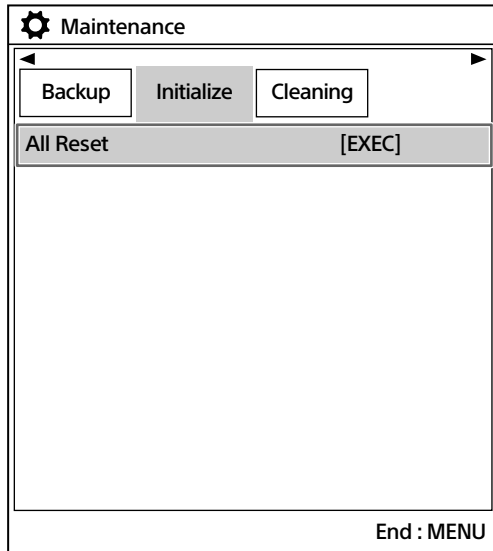 Maintenance
Backup Initialize Cleaning
All Reset [EXEC]
End : MENU